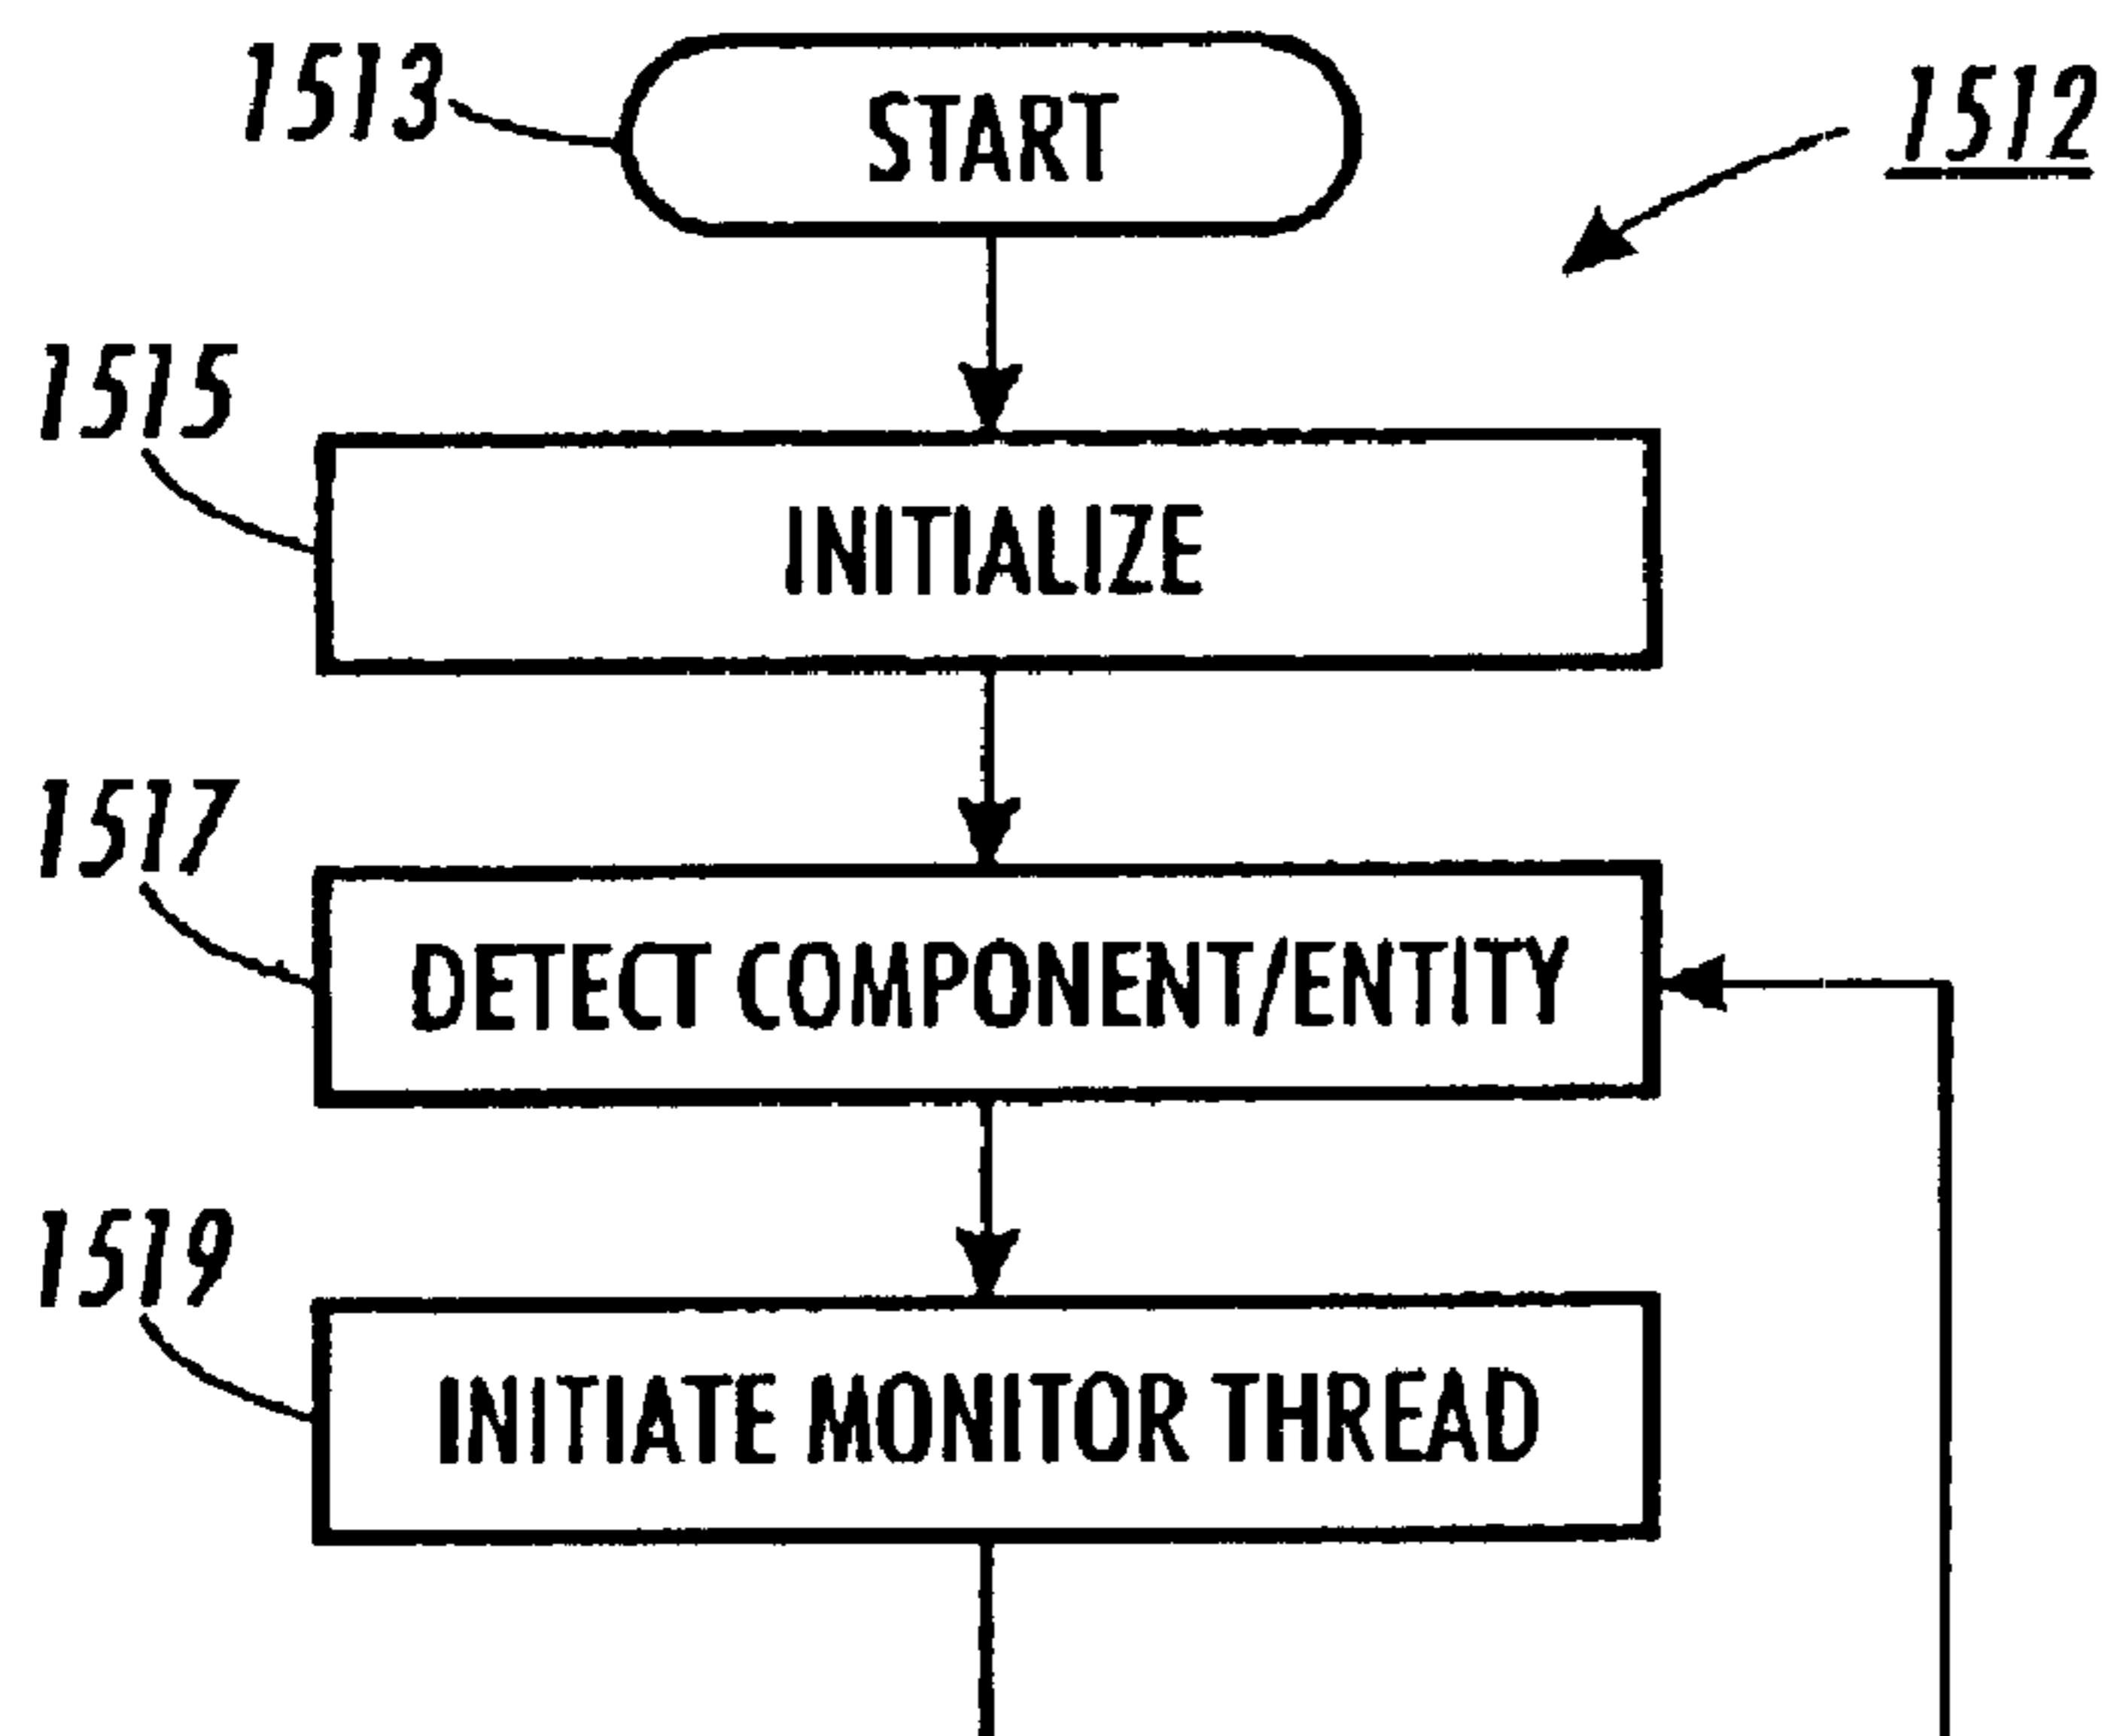 1513
START
1512
1515
INITIALIZE
1517
DETECT COMPONENT/ENTITY
1519
INITIATE MONITOR THREAD